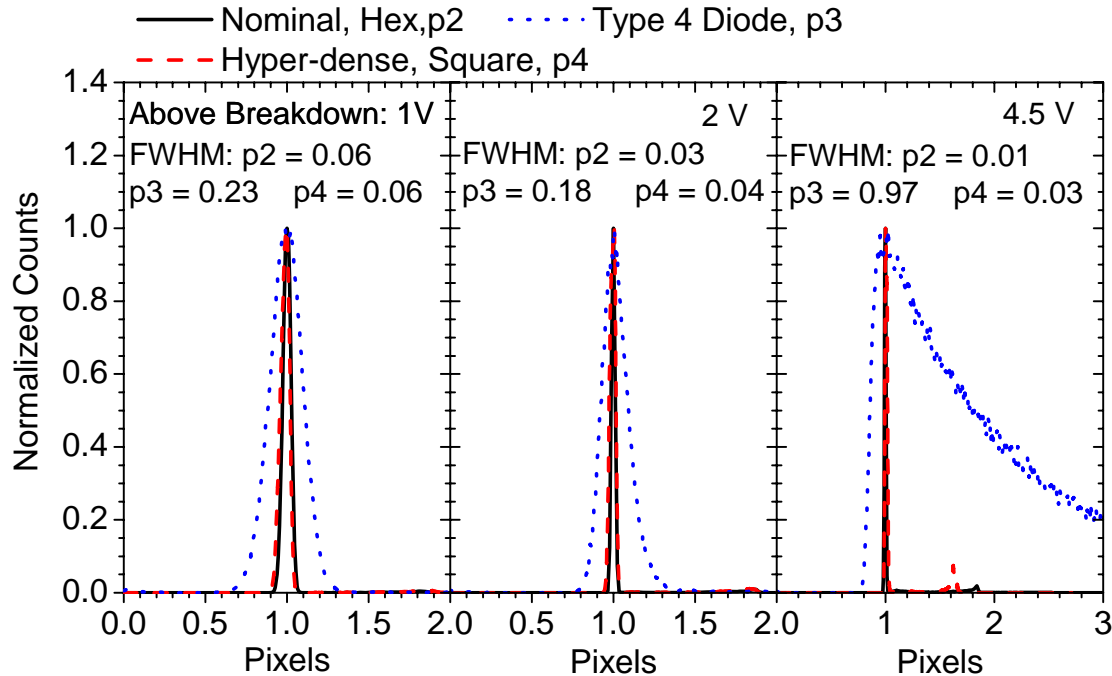 Nominal, Hex,p2
Type 4 Diode, p3
Hyper-dense, Square, p4
Normalized Counts
1.4
1.2
1.0
0.8
0.6
0.4
0.2
0.0
Above Breakdown: 1V
FWHM: p2 = 0.06
p3 = 0.23 p4 = 0.06
0.0 0.5 1.0 1.5 2.0
Pixels
2 V
FWHM: p2 = 0.03
p3 = 0.18 p4 = 0.04
0.5 1.0 1.5 2.0
Pixels
4.5 V
FWHM: p2 = 0.01
p3 = 0.97 p4 = 0.03
1 2 3
Pixels